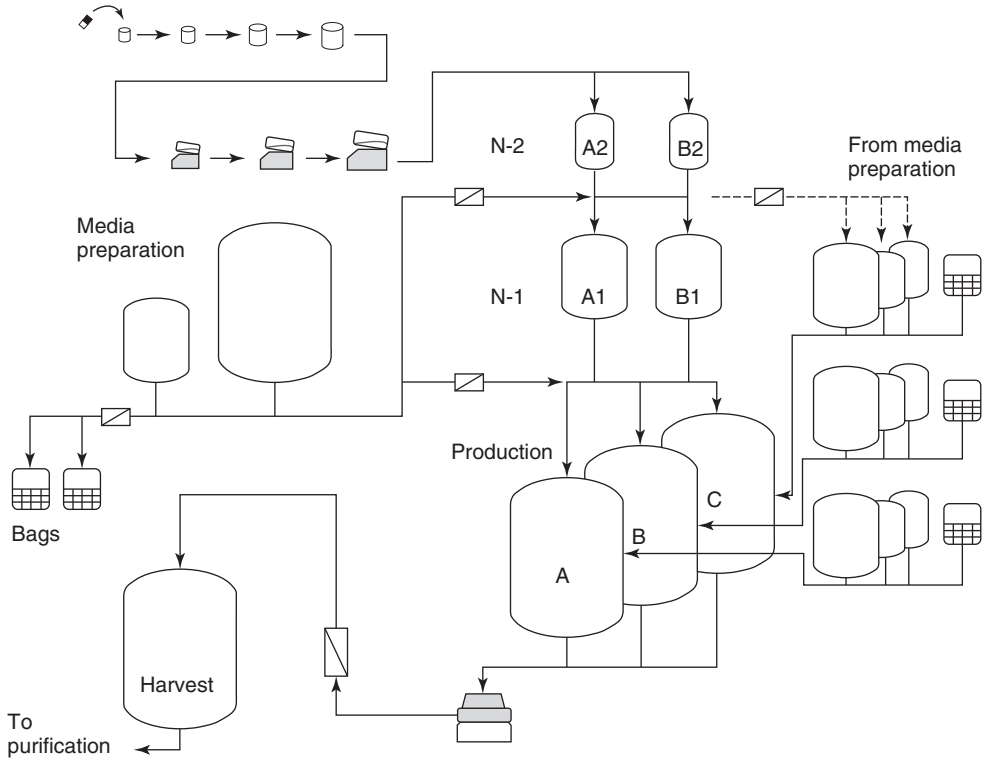 N-2
A2
B2
From media
preparation
Media
preparation
N-1
A1
B1
Production
C
B
A
Bags
Harvest
To
purification